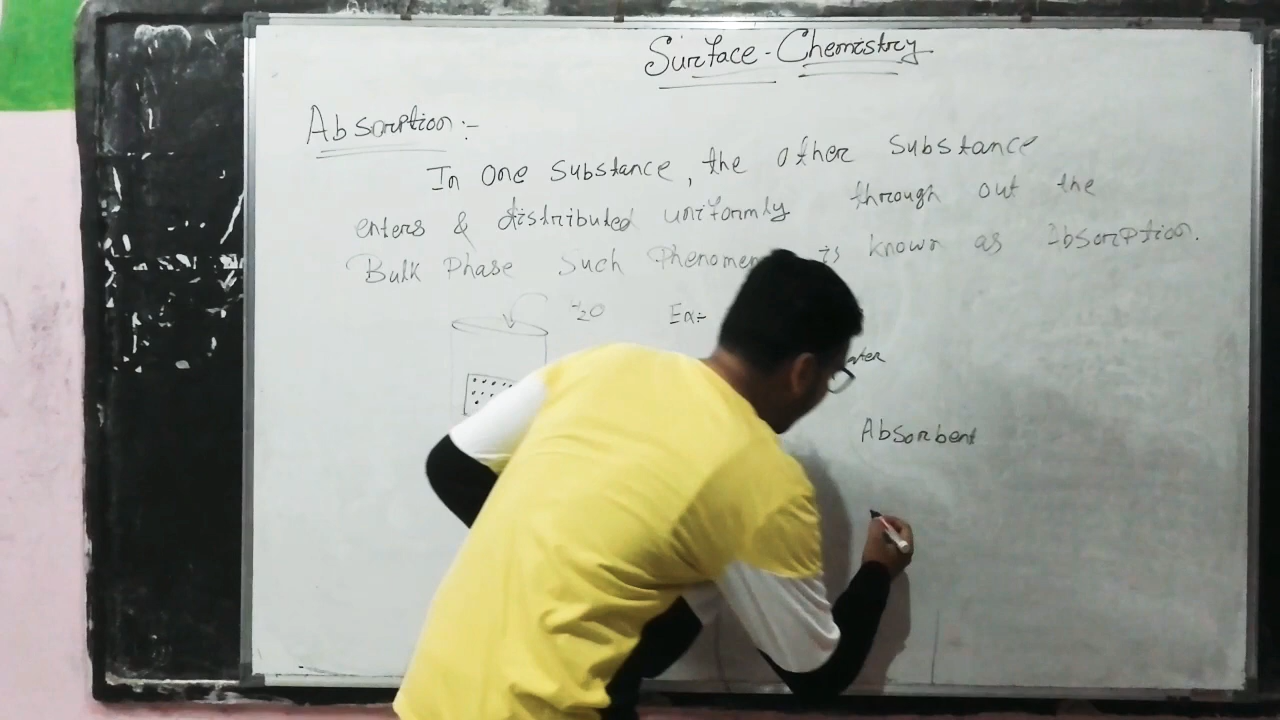 Surface-Chemistry
Absorption:-
In one substance, the other substance
enters & distributed uniformly through out the
Bulk Phase Such Phenomen is known as Absorption.
Ex:-
Absorbent